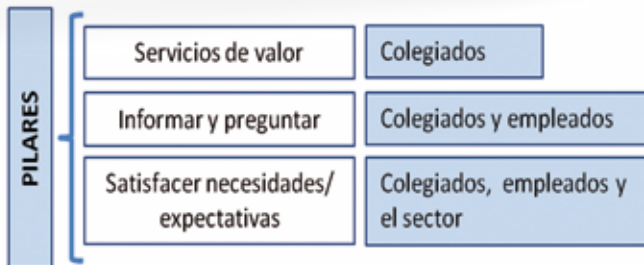 PILARES
Servicios de valor
Colegiados
Informar y preguntar
Colegiados y empleados
Satisfacer necesidades/
expectativas
Colegiados, empleados y
el sector